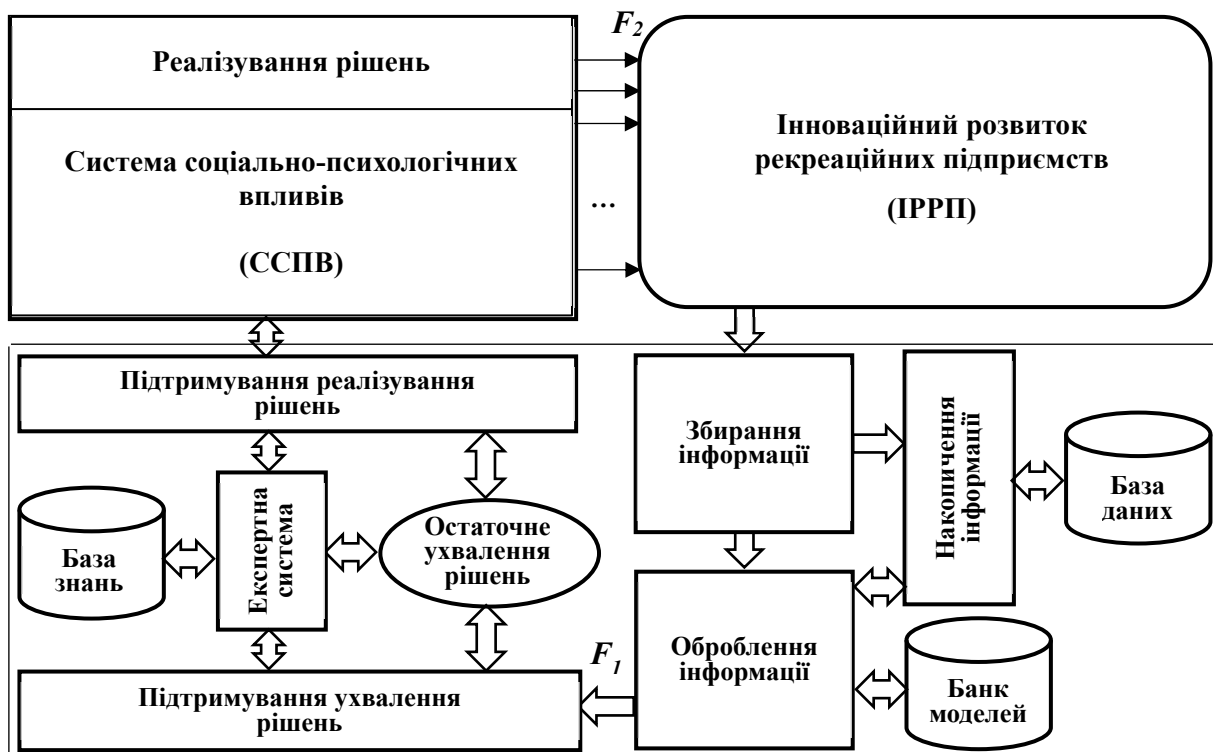 F2
Реалізування рішень
Система соціально-психологічних
впливів
(ССПВ)
...
Інноваційний розвиток
рекреаційних підприємств
(ІРРП)
Підтримування реалізування
рішень
База
знань
Експертна
система
Остаточне
ухвалення
рішень
Підтримування ухвалення
рішень
F1
Збирання
інформації
Накопичення
інформації
База
даних
Оброблення
інформації
Банк
моделей